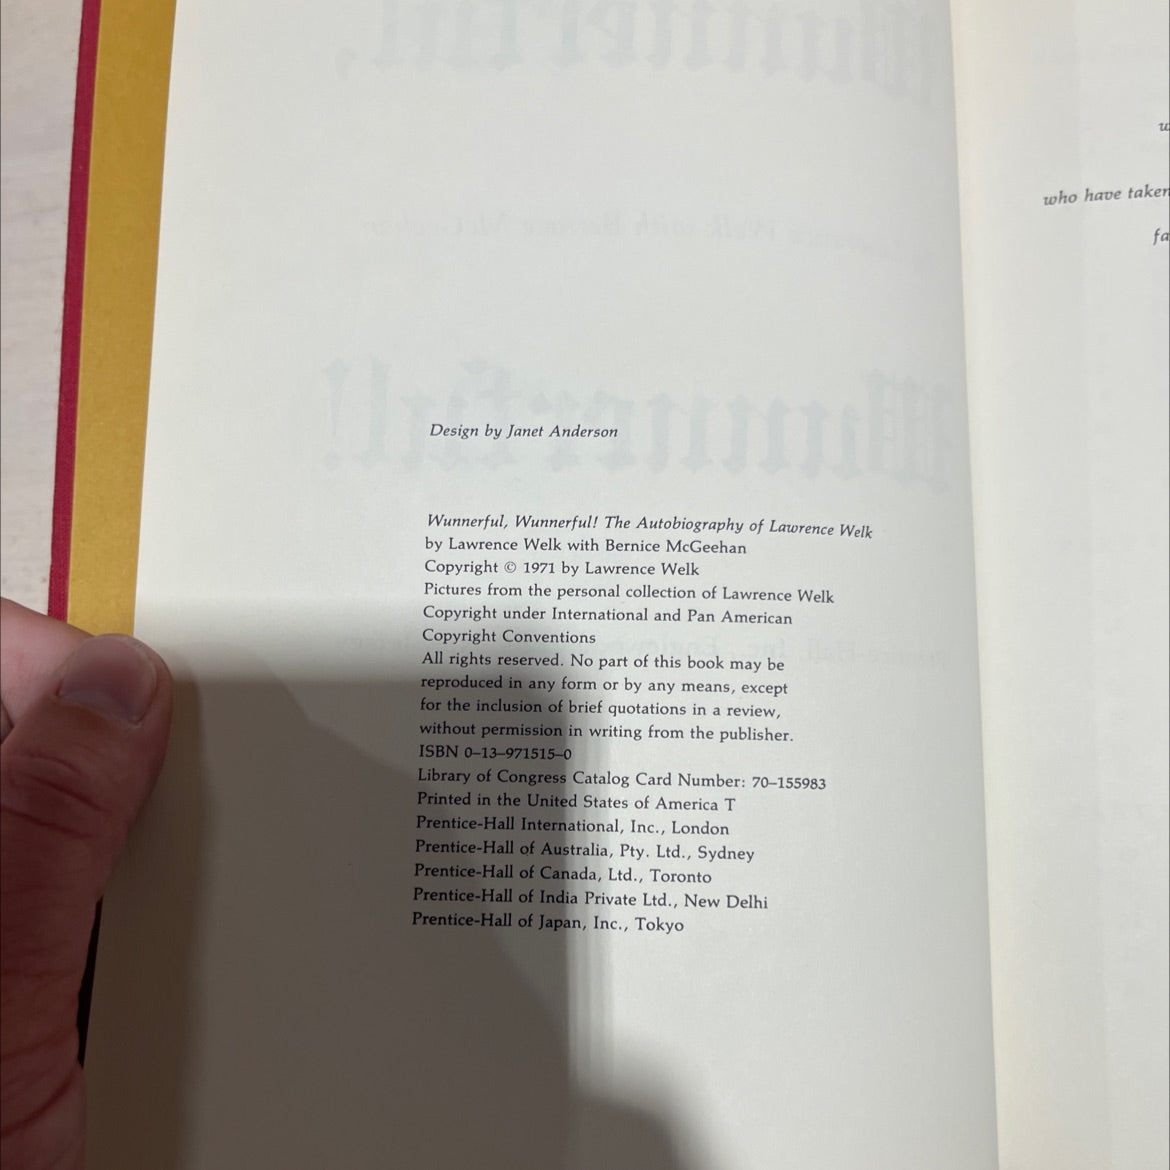 Design by Janet Anderson
Wunnerful, Wunnerful! The Autobiography of Lawrence Welk
by Lawrence Welk with Bernice McGeehan
Copyright © 1971 by Lawrence Welk
Pictures from the personal collection of Lawrence Welk
Copyright under International and Pan American
Copyright Conventions
All rights reserved. No part of this book may be
reproduced in any form or by any means, except
for the inclusion of brief quotations in a review,
without permission in writing from the publisher.
ISBN 0–13–971515–0
Library of Congress Catalog Card Number: 70–155983
Printed in the United States of America T
Prentice-Hall International, Inc., London
Prentice-Hall of Australia, Pty. Ltd., Sydney
Prentice-Hall of Canada, Ltd., Toronto
Prentice-Hall of India Private Ltd., New Delhi
Prentice-Hall of Japan, Inc., Tokyo
who have taken